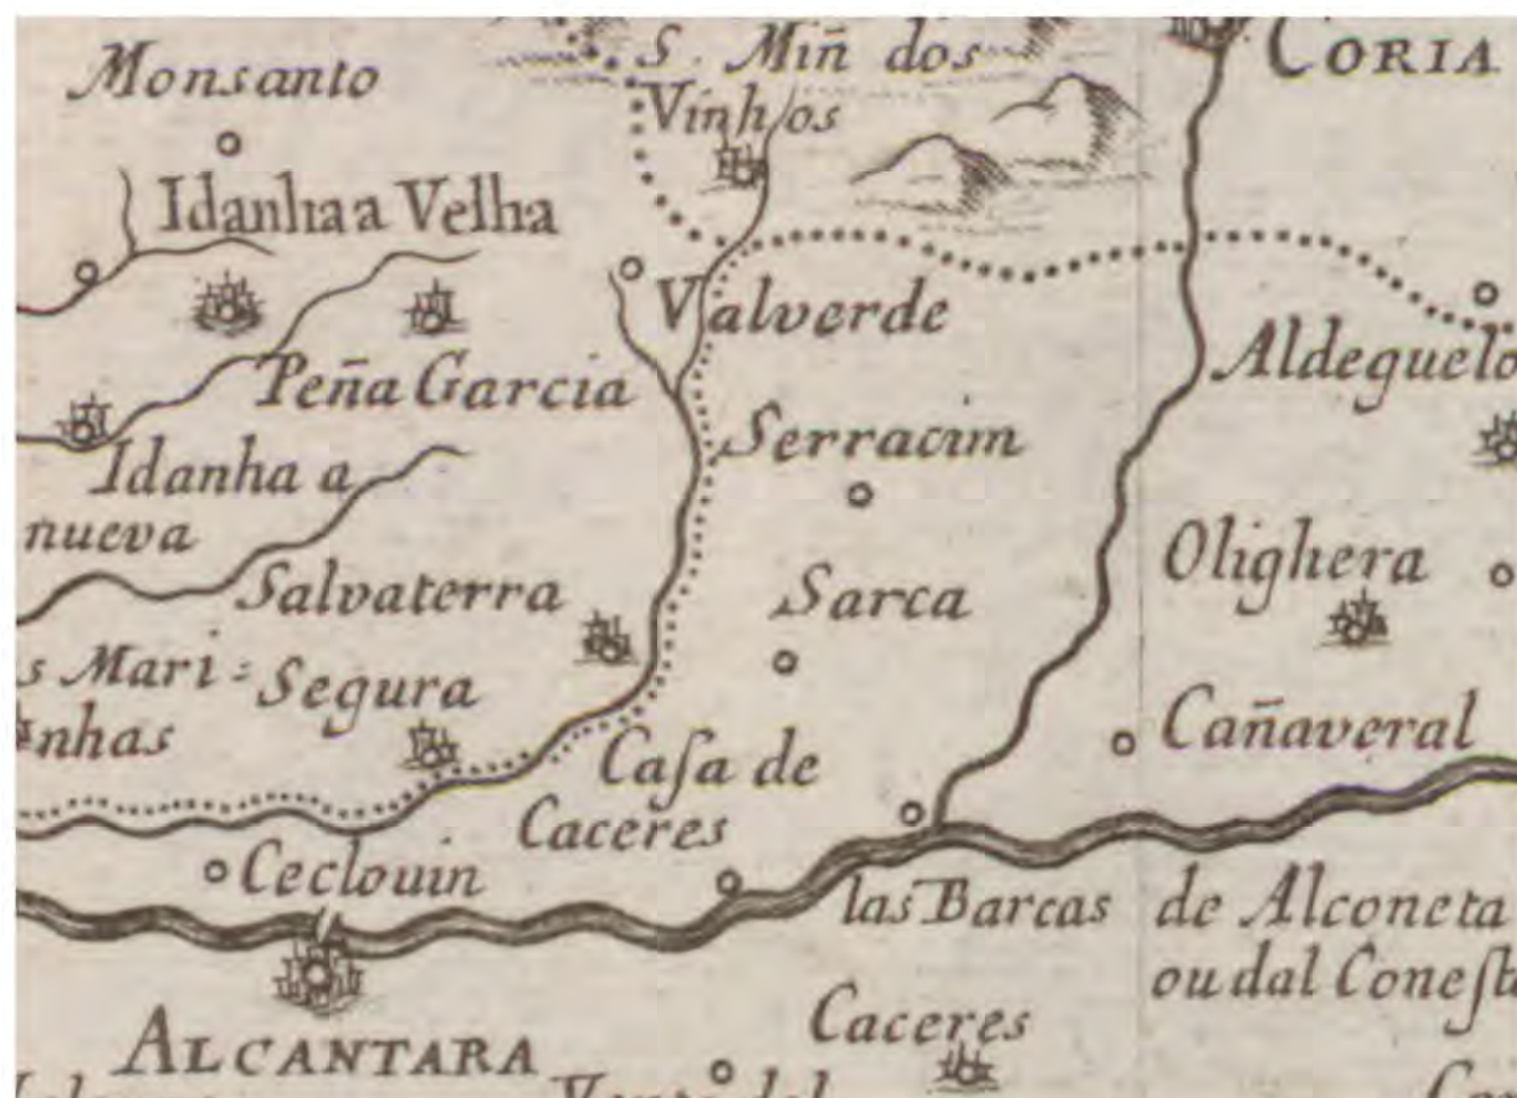 S. Miñ dos
Vinhos
CORIA
Monsanto
Idanha a Velha
Valverde
Aldeguelo
Peña Garcia
Serracim
Idanha a
nueva
Olighera
Salvaterra
Sarca
s Mari=
nhas
Segura
Cañaveral
Caſa de
Caceres
Ceclouin
las Barcas de Alconeta
ou dal Coneſt
Caceres
ALCANTARA